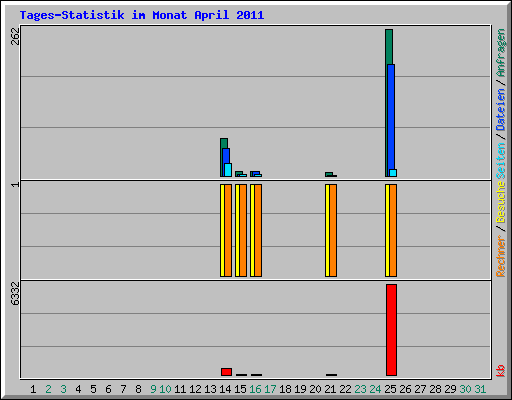 Tages-Statistik im Monat April 2011
262
1
6332
Anfragen / Dateien / Seiten
Rechner / Besuche
kb
1 2 3 4 5 6 7 8 9 10 11 12 13 14 15 16 17 18 19 20 21 22 23 24 25 26 27 28 29 30 31